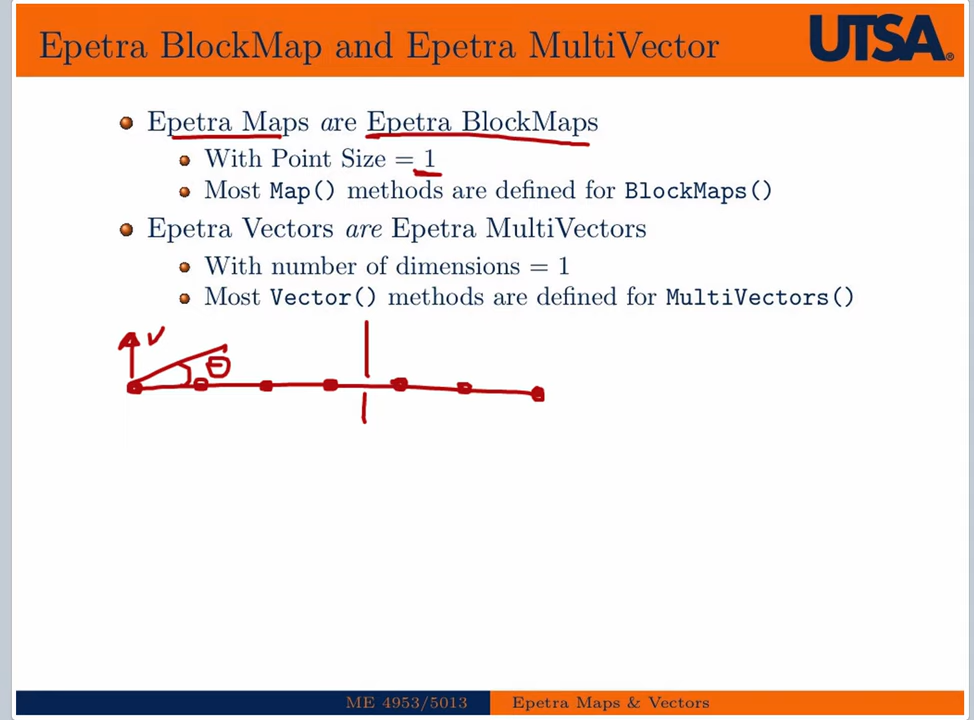 Epetra BlockMap and Epetra MultiVector
UTSA®
Epetra Maps are Epetra BlockMaps
With Point Size = 1
Most Map() methods are defined for BlockMaps()
Epetra Vectors are Epetra MultiVectors
With number of dimensions = 1
Most Vector() methods are defined for MultiVectors()
v
θ
ME 4953/5013
Epetra Maps & Vectors